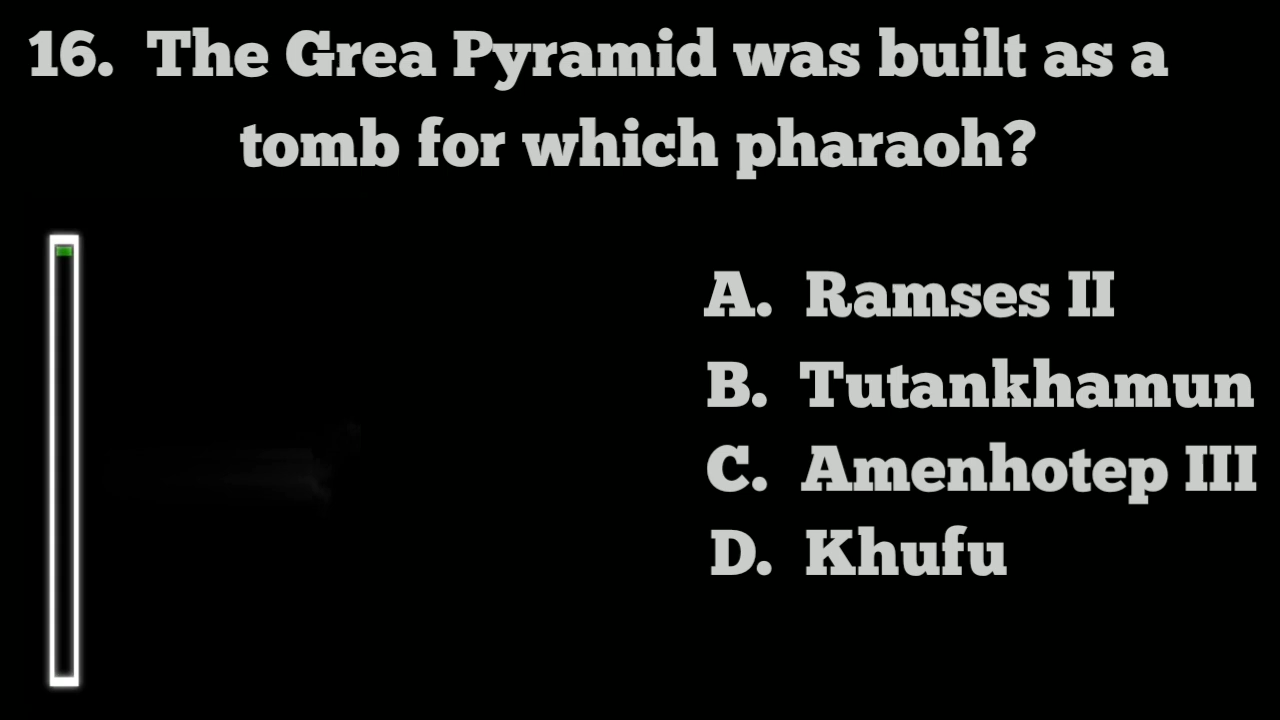 16. The Grea Pyramid was built as a
tomb for which pharaoh?
A. Ramses II
B. Tutankhamun
C. Amenhotep III
D. Khufu